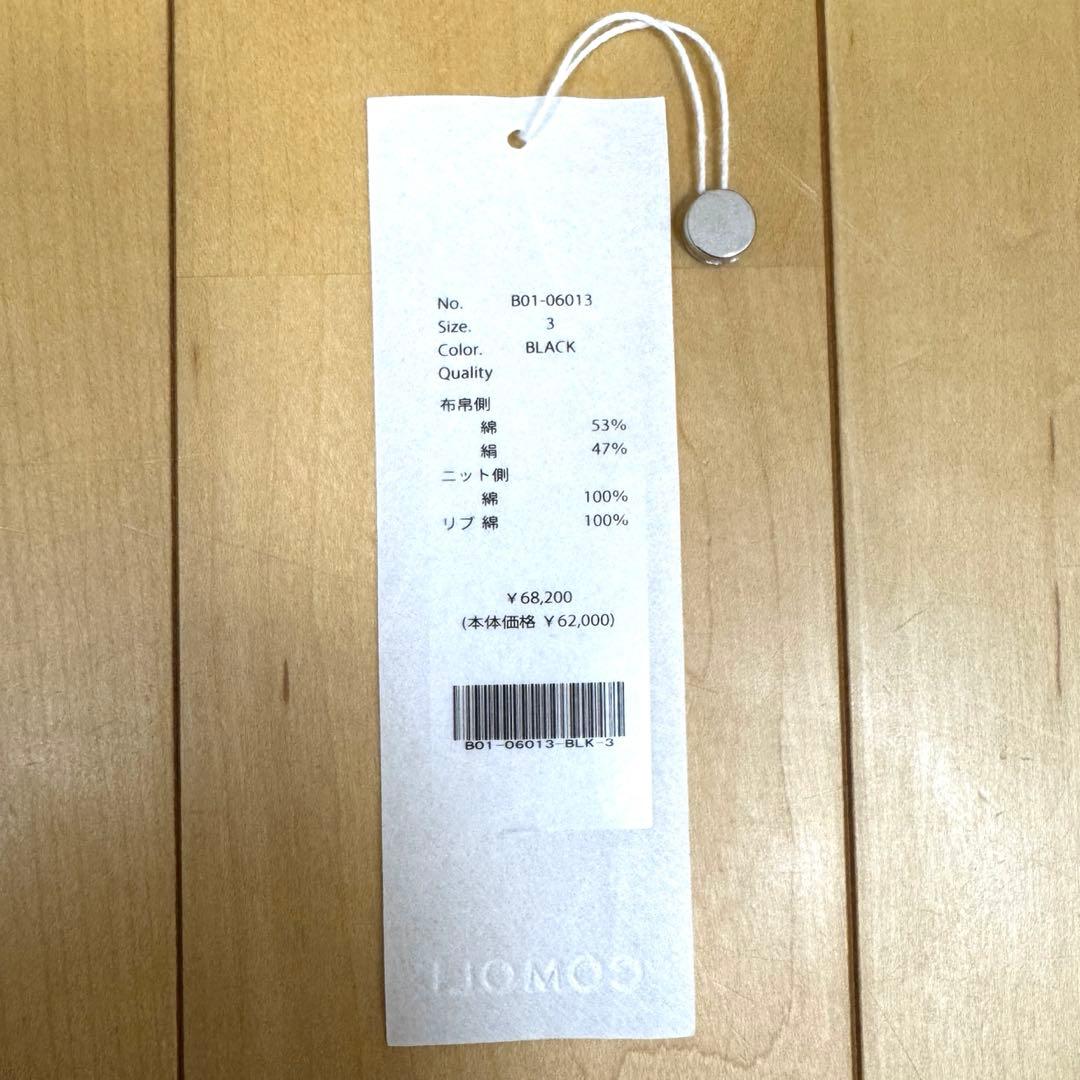 No. B01-06013
Size. 3
Color. BLACK
Quality
布帛側
綿 53%
絹 47%
ニット側
綿 100%
リブ 綿 100%
￥68,200
(本体価格 ￥62,000)
B01-06013-BLK-3
COMOLI